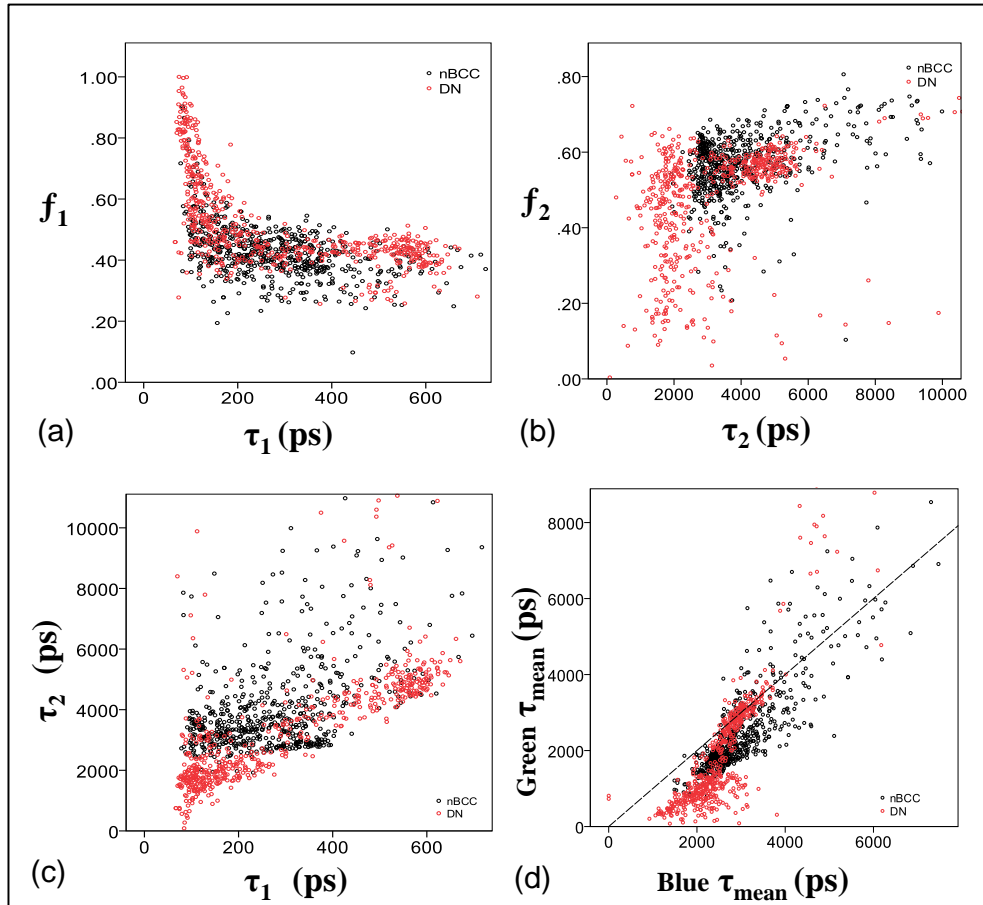 1.00
.80
.60
.40
.20
.00
f1
nBCC
DN
0 200 400 600
(a)
τ1 (ps)
.80
.60
.40
.20
.00
f2
nBCC
DN
0 2000 4000 6000 8000 10000
(b)
τ2 (ps)
10000
8000
6000
4000
2000
0
τ2 (ps)
nBCC
DN
0 200 400 600
(c)
τ1 (ps)
8000
6000
4000
2000
0
Green τmean (ps)
nBCC
DN
0 2000 4000 6000
(d)
Blue τmean (ps)